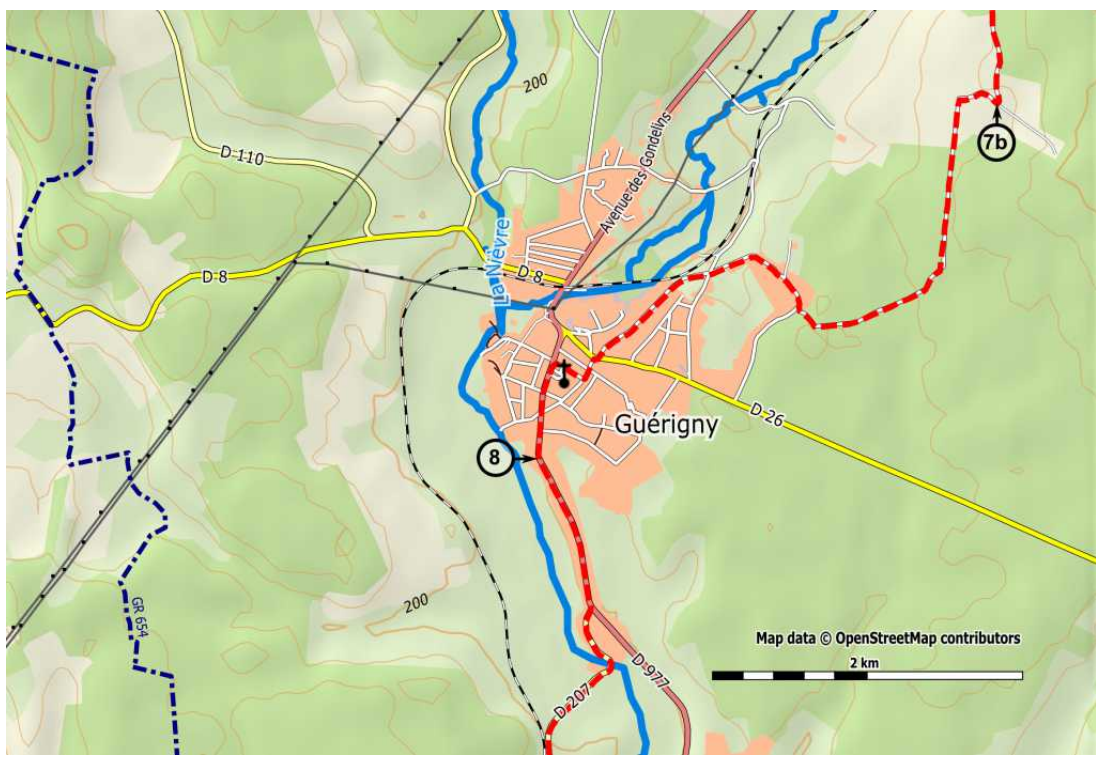 200
7b
D 110
Avenue des Gondelins
La Nièvre
D 8
D 8
Guérigny
D 26
8
GR 654
200
Map data © OpenStreetMap contributors
2 km
D 977
D 207